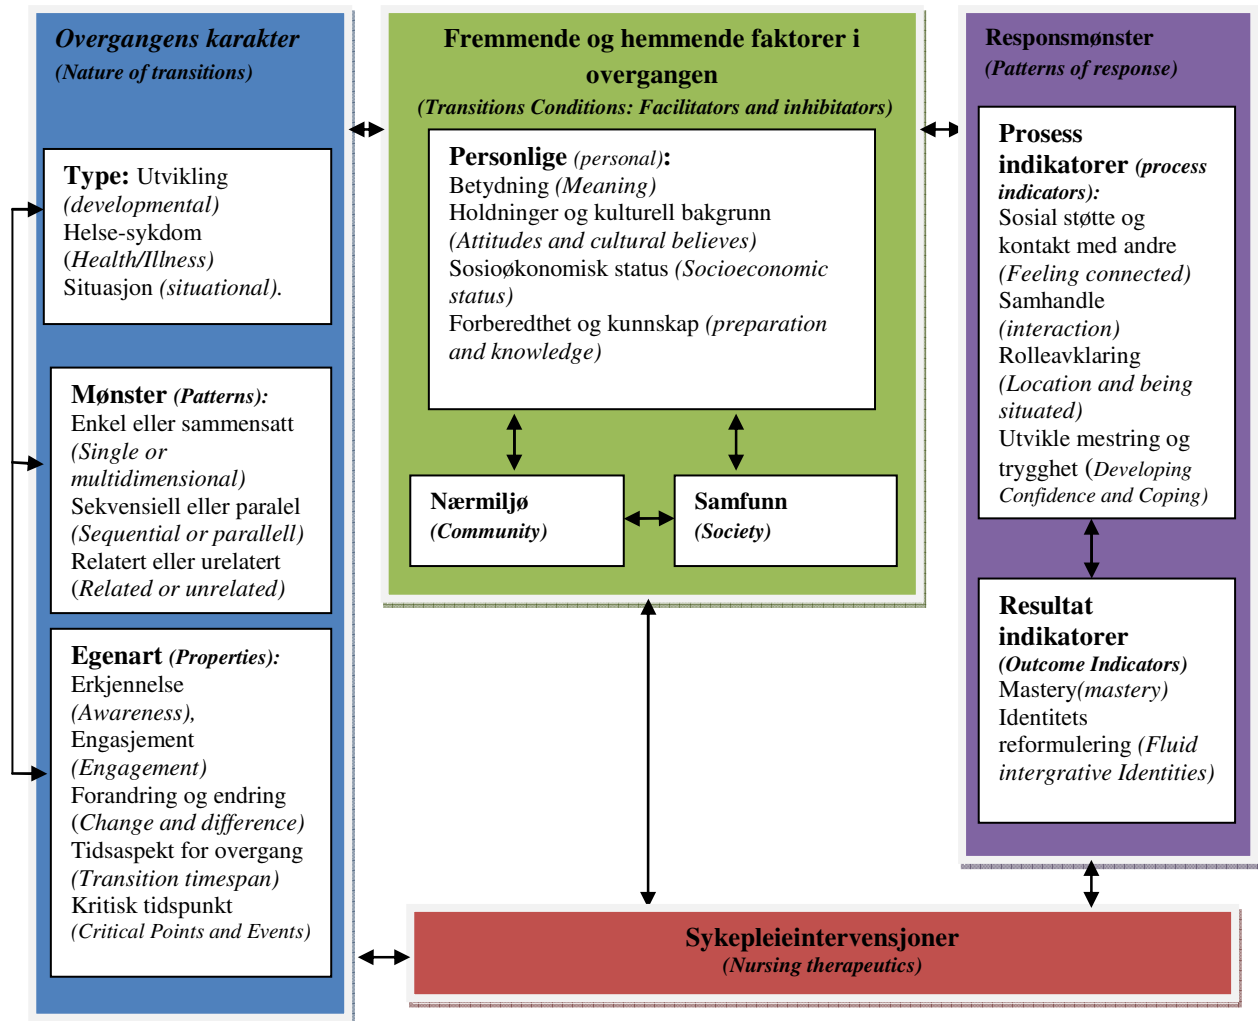 Overgangens karakter
(Nature of transitions)
Type: Utvikling
(developmental)
Helse-sykdom
(Health/Illness)
Situasjon (situational).
Mønster (Patterns):
Enkel eller sammensatt
(Single or
multidimensional)
Sekvensiell eller paralel
(Sequential or parallell)
Relatert eller urelatert
(Related or unrelated)
Egenart (Properties):
Erkjennelse
(Awareness),
Engasjement
(Engagement)
Forandring og endring
(Change and difference)
Tidsaspekt for overgang
(Transition timespan)
Kritisk tidspunkt
(Critical Points and Events)
Fremmende og hemmende faktorer i
overgangen
(Transitions Conditions: Facilitators and inhibitators)
Personlige (personal):
Betydning (Meaning)
Holdninger og kulturell bakgrunn
(Attitudes and cultural believes)
Sosioøkonomisk status (Socioeconomic
status)
Forberedthet og kunnskap (preparation
and knowledge)
Nærmiljø
(Community)
Samfunn
(Society)
Responsmønster
(Patterns of response)
Prosess
indikatorer (process
indicators):
Sosial støtte og
kontakt med andre
(Feeling connected)
Samhandle
(interaction)
Rolleavklaring
(Location and being
situated)
Utvikle mestring og
trygghet (Developing
Confidence and Coping)
Resultat
indikatorer
(Outcome Indicators)
Mastery(mastery)
Identitets
reformulering (Fluid
intergrative Identities)
Sykepleieintervensjoner
(Nursing therapeutics)